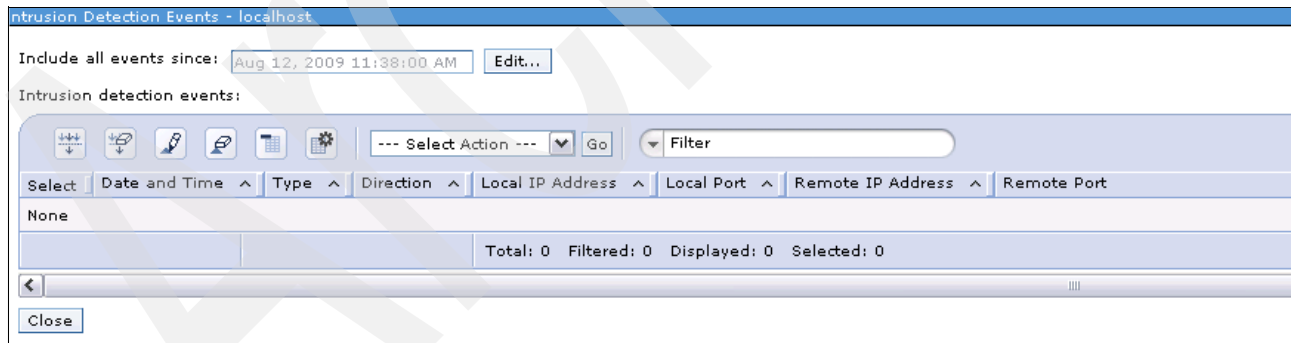 ntrusion Detection Events - localhost
Include all events since: Aug 12, 2009 11:38:00 AM Edit...
Intrusion detection events:
--- Select Action --- Go Filter
Select Date and Time Type Direction Local IP Address Local Port Remote IP Address Remote Port
None
Total: 0 Filtered: 0 Displayed: 0 Selected: 0
Close